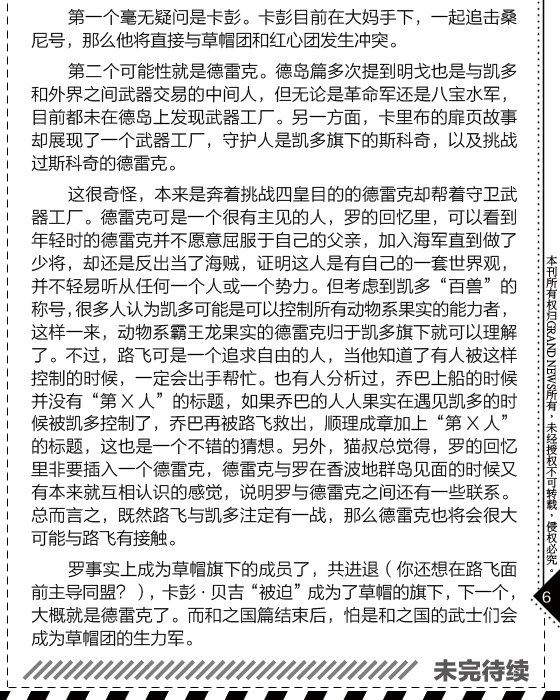 第一个毫无疑问是卡彭。卡彭目前在大妈手下，一起追击桑
尼号，那么他将直接与草帽团和红心团发生冲突。
第二个可能性就是德雷克。德岛篇多次提到明戈也是与凯多
和外界之间武器交易的中间人，但无论是革命军还是八宝水军，
目前都未在德岛上发现武器工厂。另一方面，卡里布的扉页故事
却展现了一个武器工厂，守护人是凯多旗下的斯科奇，以及挑战
过斯科奇的德雷克。
这很奇怪，本来是奔着挑战四皇目的的德雷克却帮着守卫武
器工厂。德雷克可是一个很有主见的人，罗的回忆里，可以看到
年轻时的德雷克并不愿意屈服于自己的父亲，加入海军直到做了
少将，却还是反出当了海贼，证明这人是有自己的一套世界观，
并不轻易听从任何一个人或一个势力。但考虑到凯多“百兽”的
称号，很多人认为凯多可能是可以控制所有动物系果实的能力者，
这样一来，动物系霸王龙果实的德雷克归于凯多旗下就可以理解
了。不过，路飞可是一个追求自由的人，当他知道了有人被这样
控制的时候，一定会出手帮忙。也有人分析过，乔巴上船的时候
并没有“第 X 人”的标题，如果乔巴的人人果实在遇见凯多的时
候被凯多控制了，乔巴再被路飞救出，顺理成章加上“第 X 人”
的标题，这也是一个不错的猜想。另外，猫叔总觉得，罗的回忆
里非要插入一个德雷克，德雷克与罗在香波地群岛见面的时候又
有本来就互相认识的感觉，说明罗与德雷克之间还有一些联系。
总而言之，既然路飞与凯多注定有一战，那么德雷克也将会很大
可能与路飞有接触。
罗事实上成为草帽旗下的成员了，共进退（你还想在路飞面
前主导同盟？），卡彭·贝吉“被迫”成为了草帽的旗下，下一个，
大概就是德雷克了。而和之国篇结束后，怕是和之国的武士们会
成为草帽团的生力军。
未完待续
本刊所有权归GRAND NEWS所有，未经授权不可转载，侵权必究。
6